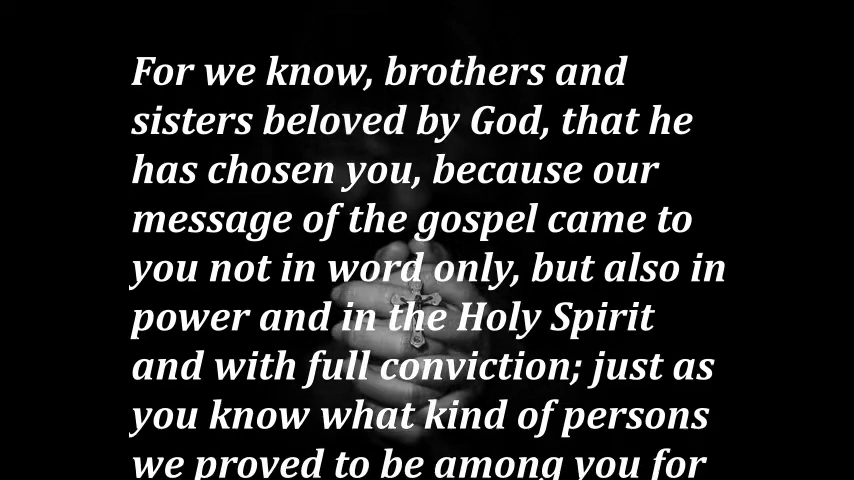 For we know, brothers and
sisters beloved by God, that he
has chosen you, because our
message of the gospel came to
you not in word only, but also in
power and in the Holy Spirit
and with full conviction; just as
you know what kind of persons
we proved to be among you for